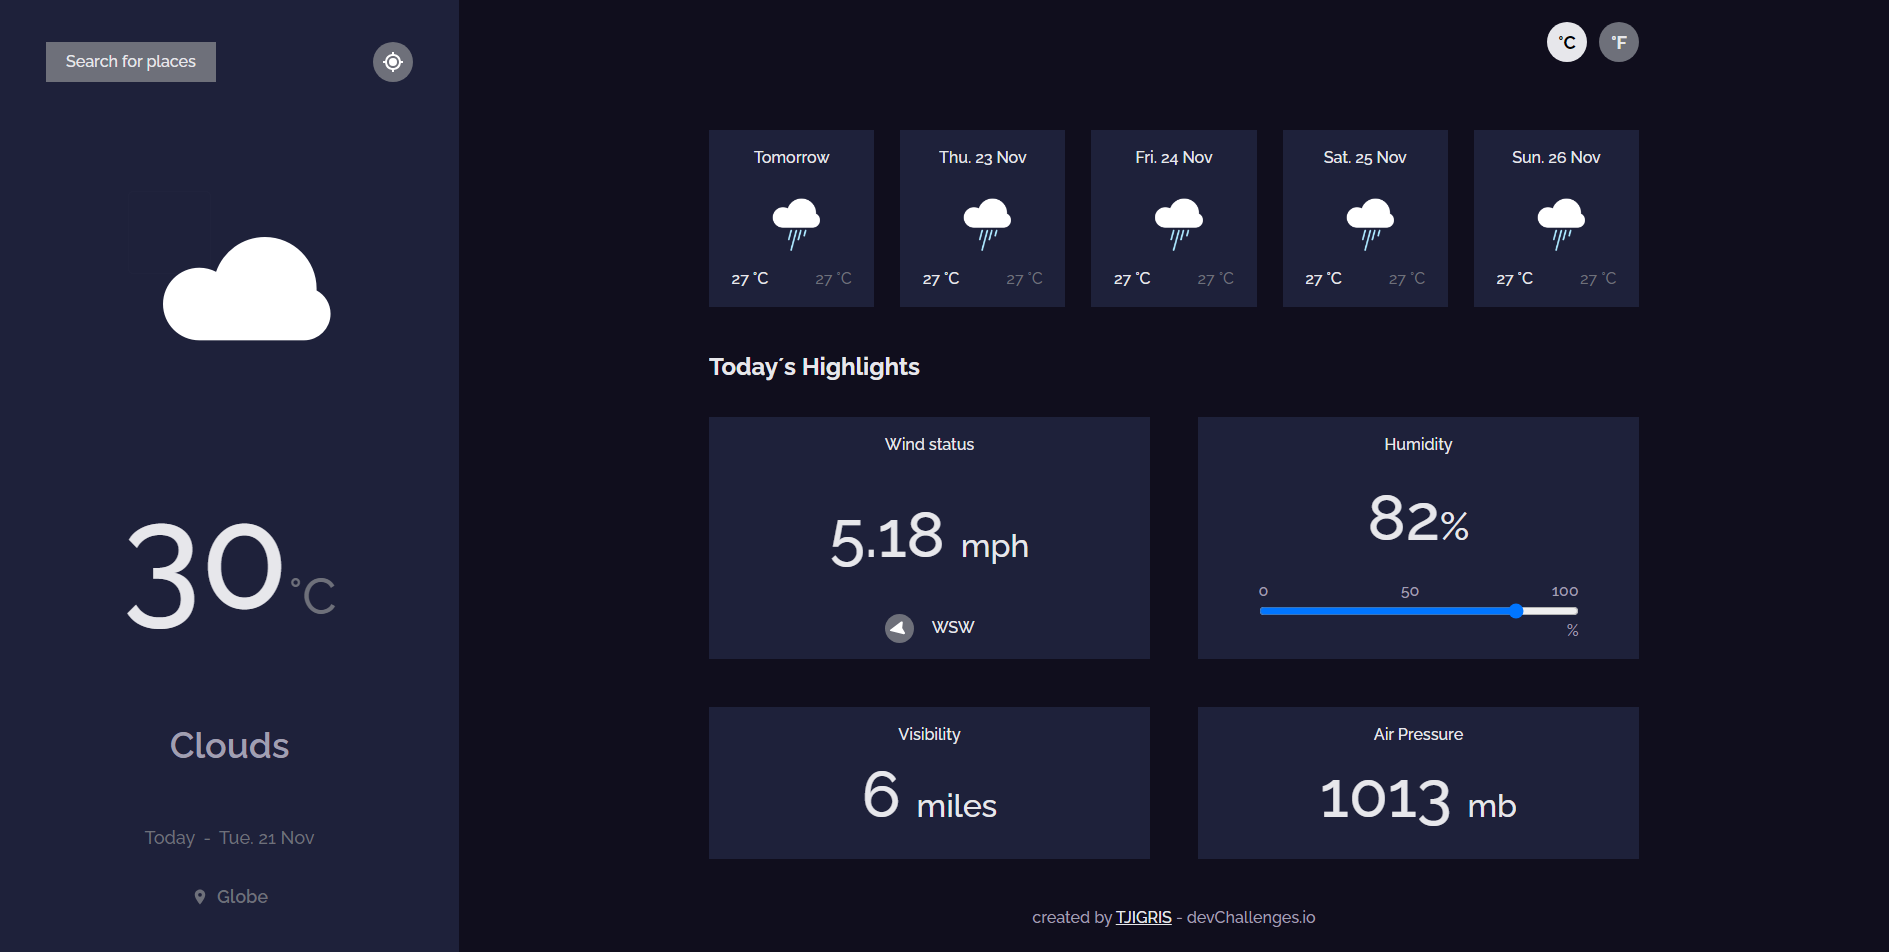 Search for places
30°C
Clouds
Today - Tue. 21 Nov
Globe
°C °F
Tomorrow
27 °C 27 °C
Thu. 23 Nov
27 °C 27 °C
Fri. 24 Nov
27 °C 27 °C
Sat. 25 Nov
27 °C 27 °C
Sun. 26 Nov
27 °C 27 °C
Today´s Highlights
Wind status
5.18 mph
WSW
Humidity
82%
0 50 100
%
Visibility
6 miles
Air Pressure
1013 mb
created by TJIGRIS - devChallenges.io